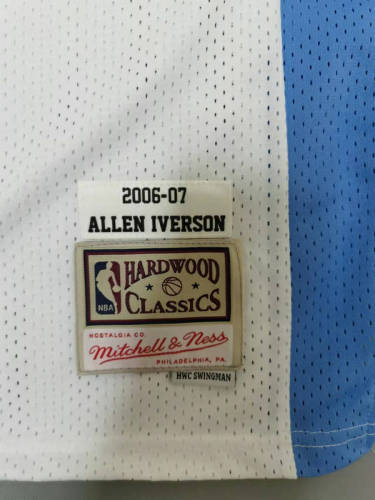 2006-07
ALLEN IVERSON
HARDWOOD
NBA
CLASSICS
NOSTALGIA CO.
Mitchell & Ness
PHILADELPHIA, PA.
HWC SWINGMAN